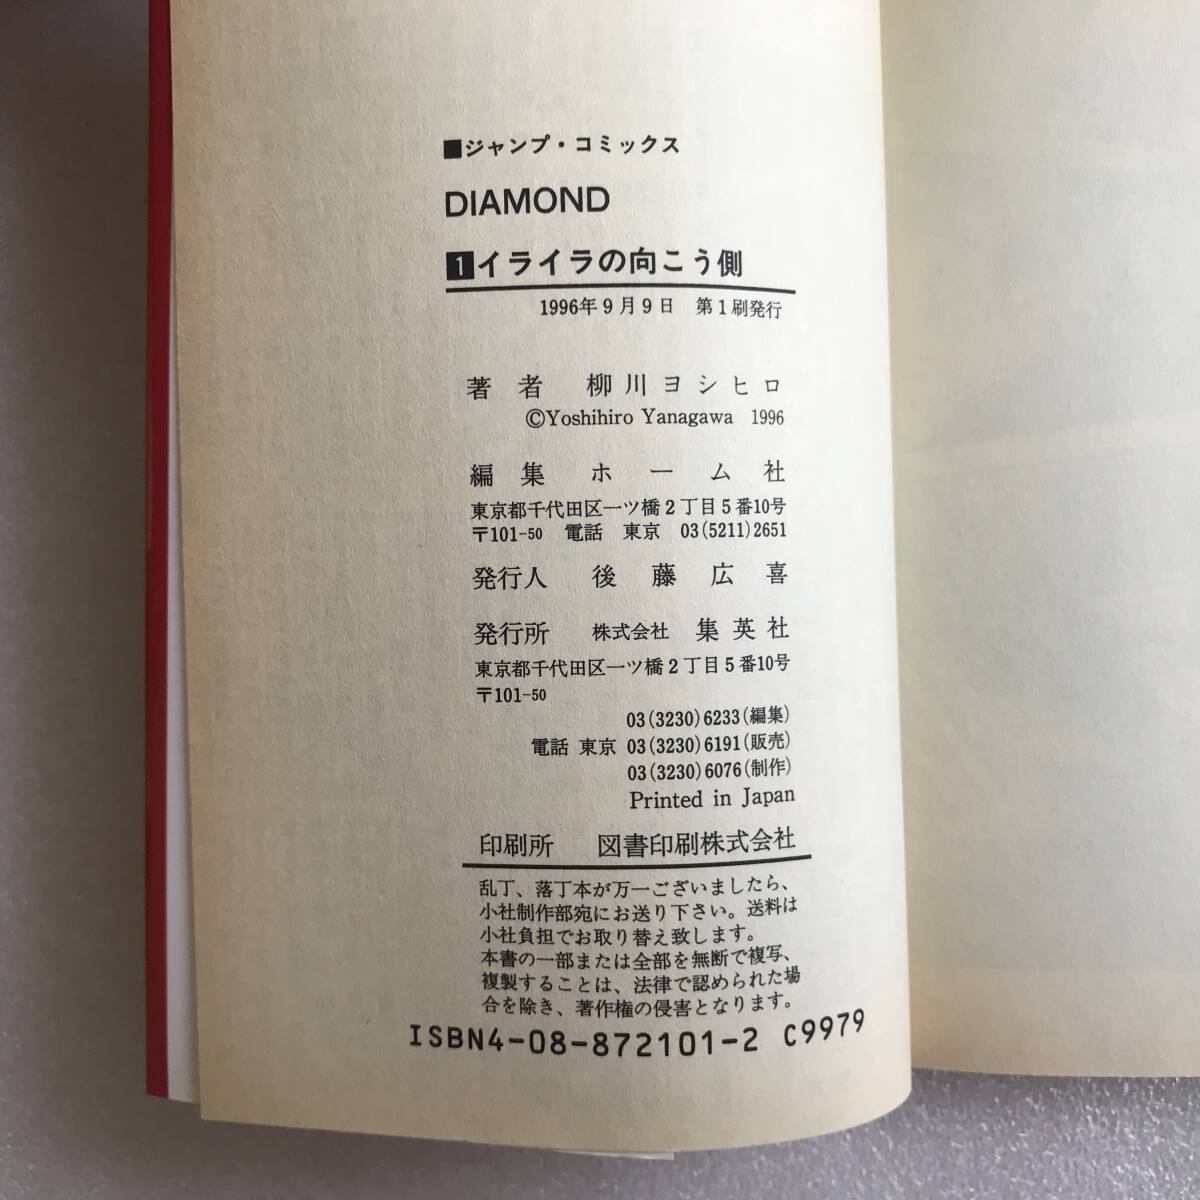 ■ジャンプ・コミックス
DIAMOND
1イライラの向こう側
1996年9月9日 第1刷発行
著者 柳川ヨシヒロ
©Yoshihiro Yanagawa 1996
編集 ホーム社
東京都千代田区一ツ橋2丁目5番10号
〒101-50 電話 東京 03(5211)2651
発行人 後藤広喜
発行所 株式会社 集英社
東京都千代田区一ツ橋2丁目5番10号
〒101-50
03(3230)6233(編集)
電話 東京 03(3230)6191(販売)
03(3230)6076(制作)
Printed in Japan
印刷所 図書印刷株式会社
乱丁、落丁本が万一ございましたら、
小社制作部宛にお送り下さい。送料は
小社負担でお取り替え致します。
本書の一部または全部を無断で複写、
複製することは、法律で認められた場
合を除き、著作権の侵害となります。
ISBN4-08-872101-2 C9979